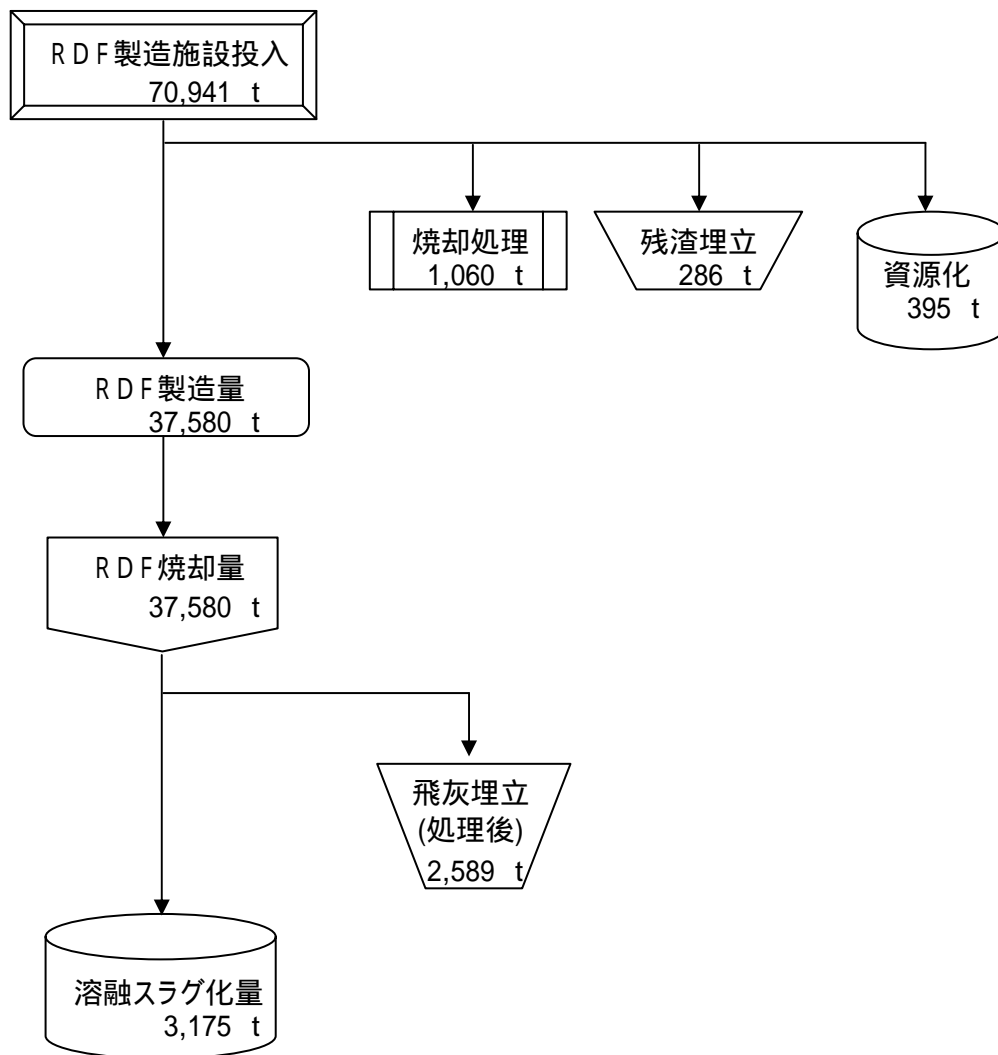 ＲＤＦ製造施設投入
70,941 t
焼却処理
1,060 t
残渣埋立
286 t
資源化
395 t
ＲＤＦ製造量
37,580 t
ＲＤＦ焼却量
37,580 t
飛灰埋立
(処理後)
2,589 t
溶融スラグ化量
3,175 t